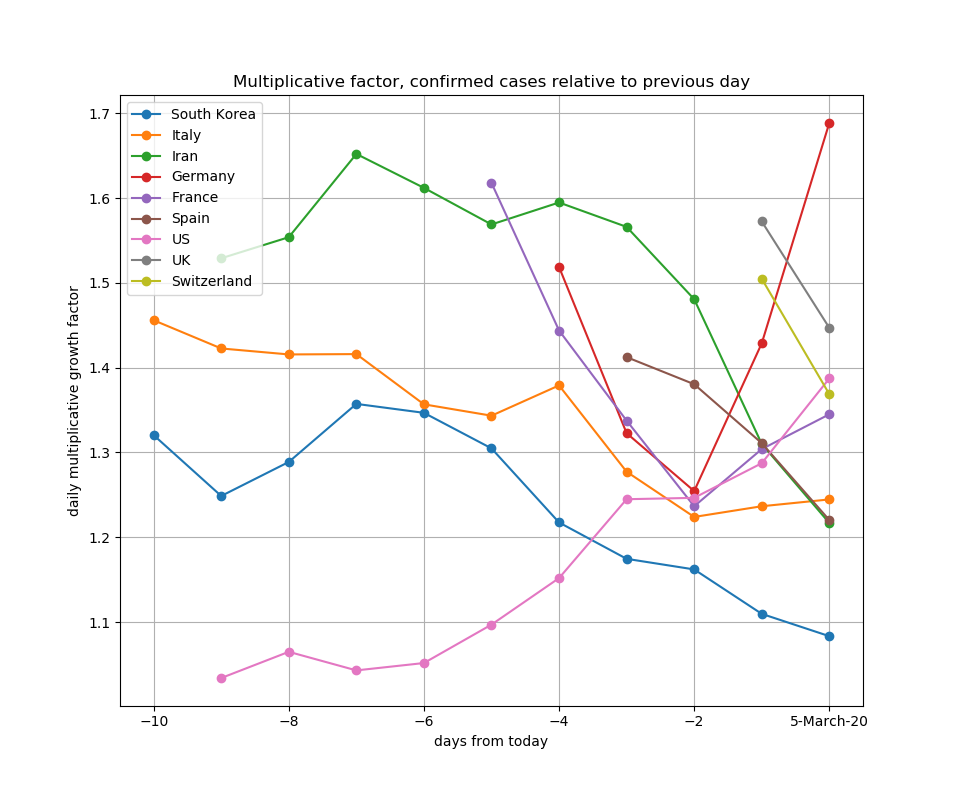 Multiplicative factor, confirmed cases relative to previous day
South Korea
Italy
Iran
Germany
France
Spain
US
UK
Switzerland
daily multiplicative growth factor
1.7
1.6
1.5
1.4
1.3
1.2
1.1
−10
−8
−6
−4
−2
5-March-20
days from today